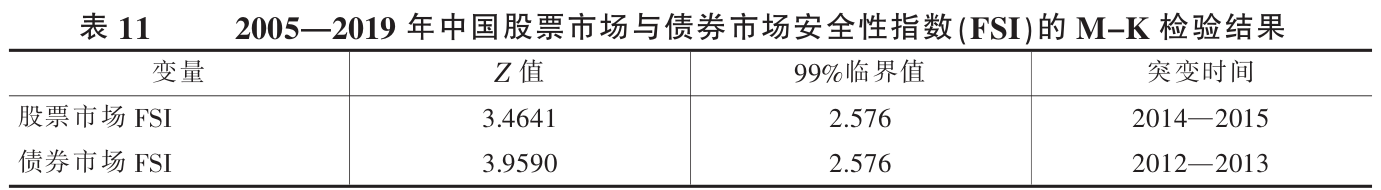 表 11 2005—2019 年中国股票市场与债券市场安全性指数(FSI)的 M-K 检验结果
变量 Z 值 99%临界值 突变时间
股票市场 FSI 3.4641 2.576 2014—2015
债券市场 FSI 3.9590 2.576 2012—2013